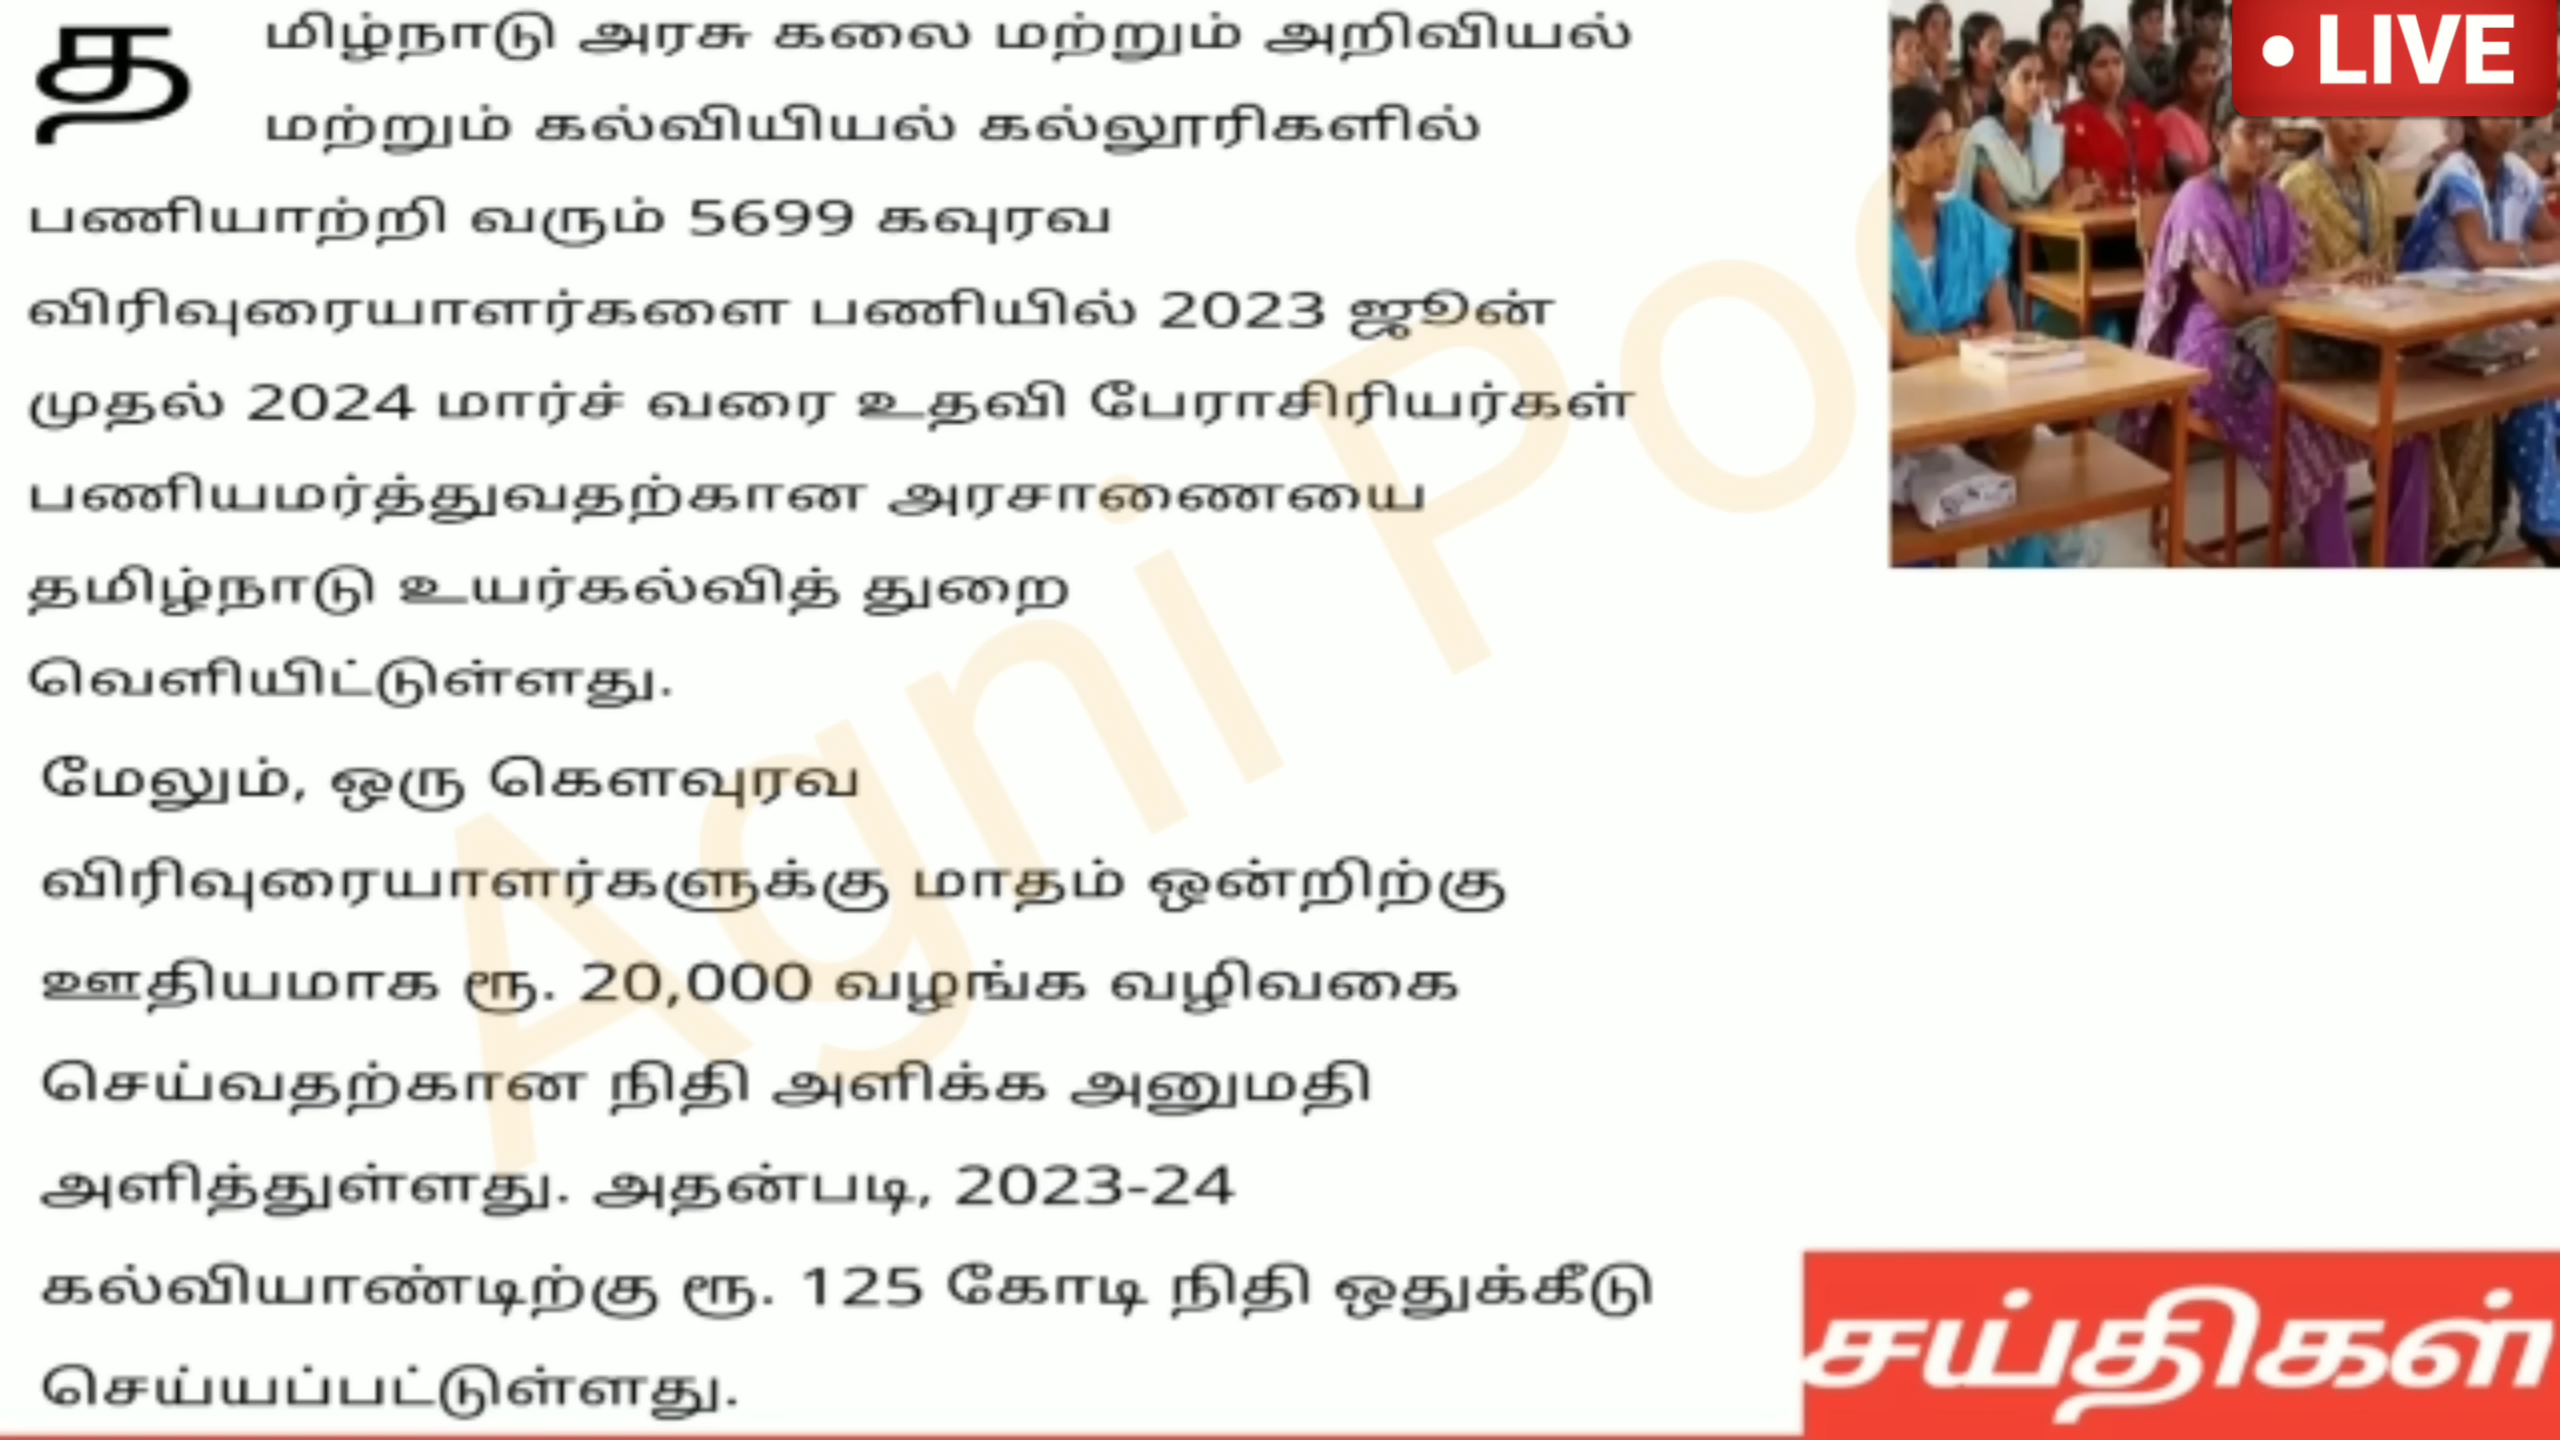 தமிழ்நாடு அரசு கலை மற்றும் அறிவியல்
மற்றும் கல்வியியல் கல்லூரிகளில்
பணியாற்றி வரும் 5699 கவுரவ
விரிவுரையாளர்களை பணியில் 2023 ஜூன்
முதல் 2024 மார்ச் வரை உதவி பேராசிரியர்கள்
பணியமர்த்துவதற்கான அரசாணையை
தமிழ்நாடு உயர்கல்வித் துறை
வெளியிட்டுள்ளது.
மேலும், ஒரு கௌவுரவ
விரிவுரையாளர்களுக்கு மாதம் ஒன்றிற்கு
ஊதியமாக ரூ. 20,000 வழங்க வழிவகை
செய்வதற்கான நிதி அளிக்க அனுமதி
அளித்துள்ளது. அதன்படி, 2023-24
கல்வியாண்டிற்கு ரூ. 125 கோடி நிதி ஒதுக்கீடு
செய்யப்பட்டுள்ளது.
• LIVE
சய்திகள்
Agni Pos